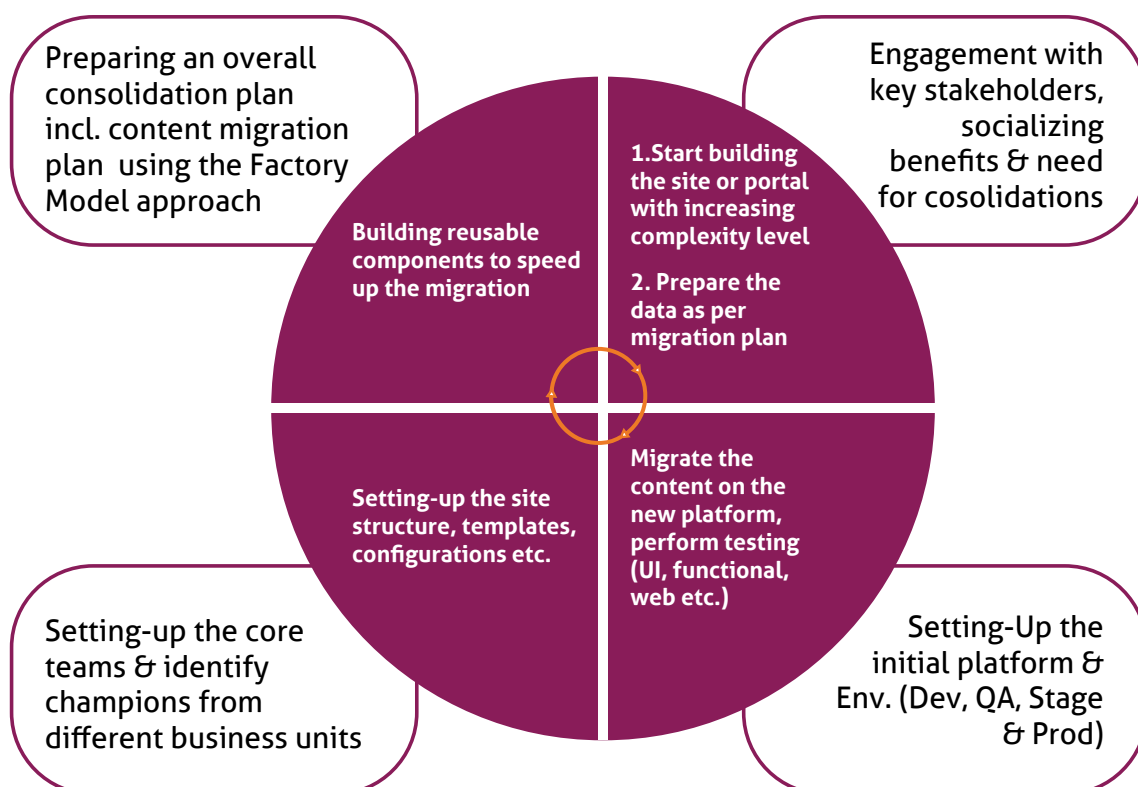 Preparing an overall
consolidation plan
incl. content migration
plan using the Factory
Model approach
Engagement with
key stakeholders,
socializing
benefits & need
for cosolidations
Building reusable
components to speed
up the migration
1.Start building
the site or portal
with increasing
complexity level
2. Prepare the
data as per
migration plan
Setting-up the site
structure, templates,
configurations etc.
Migrate the
content on the
new platform,
perform testing
(UI, functional,
web etc.)
Setting-up the core
teams & identify
champions from
different business units
Setting-Up the
initial platform &
Env. (Dev, QA, Stage
& Prod)